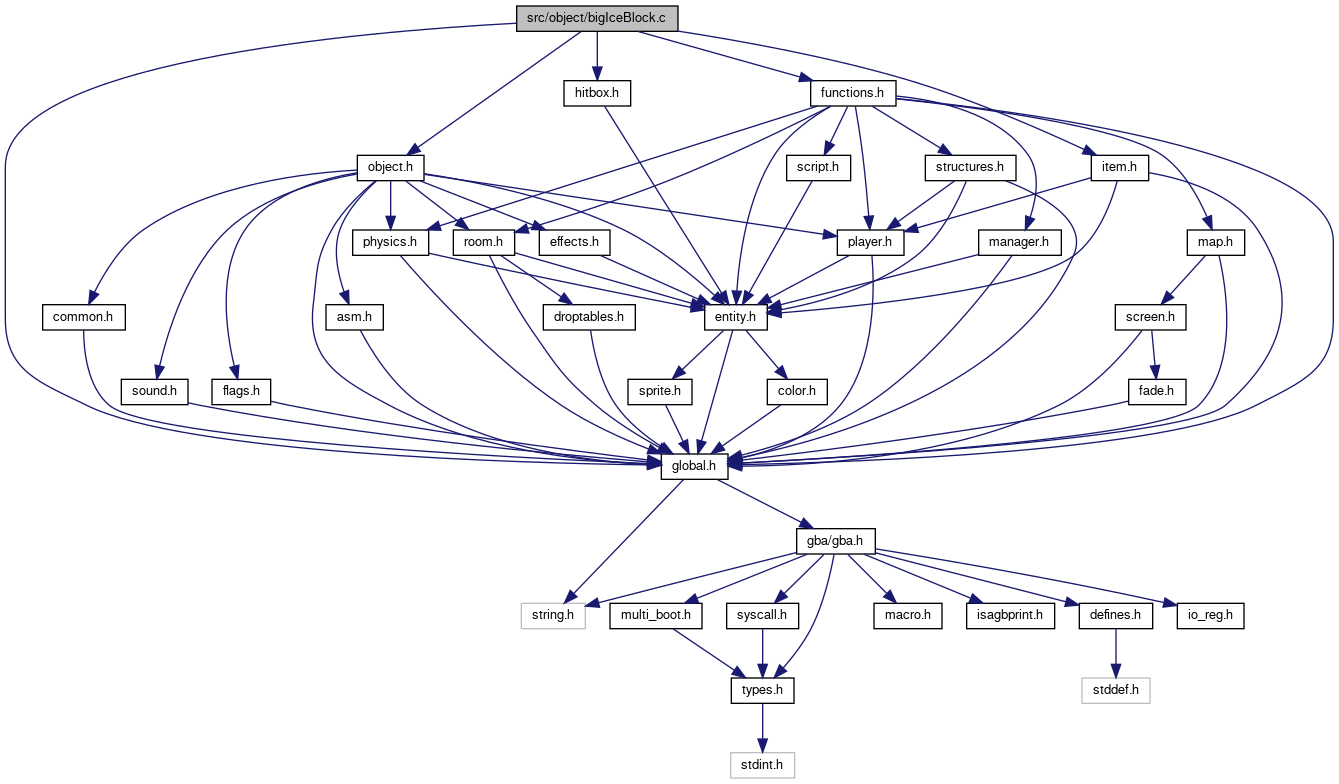 src/object/bigIceBlock.c
hitbox.h
functions.h
object.h
script.h
structures.h
item.h
physics.h
room.h
effects.h
player.h
manager.h
map.h
common.h
asm.h
droptables.h
entity.h
screen.h
sound.h
flags.h
sprite.h
color.h
fade.h
global.h
gba/gba.h
string.h
multi_boot.h
syscall.h
macro.h
isagbprint.h
defines.h
io_reg.h
types.h
stddef.h
stdint.h